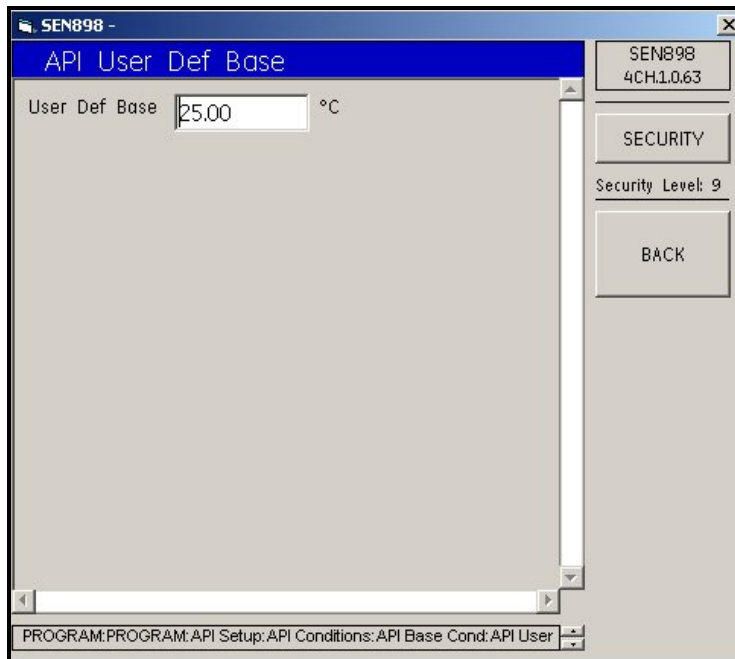 SEN898 -
API User Def Base
User Def Base 25.00 °C
SEN898
4CH.1.0.63
SECURITY
Security Level: 9
BACK
PROGRAM:PROGRAM:API Setup:API Conditions:API Base Cond:API User